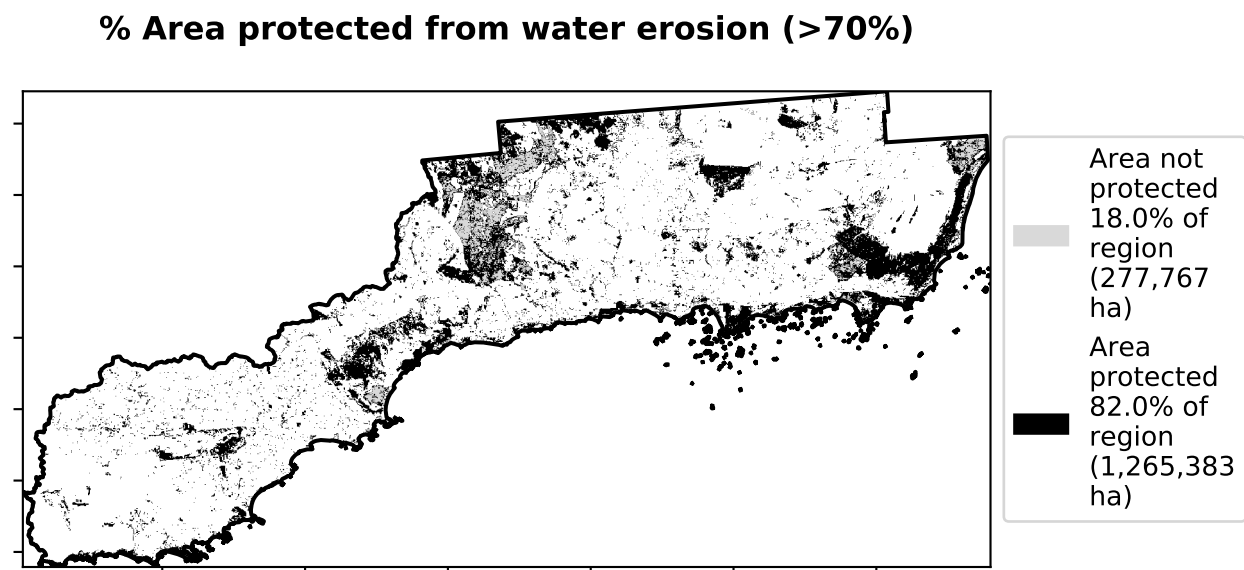 % Area protected from water erosion (>70%)
Area not
protected
18.0% of
region
(277,767
ha)
Area
protected
82.0% of
region
(1,265,383
ha)